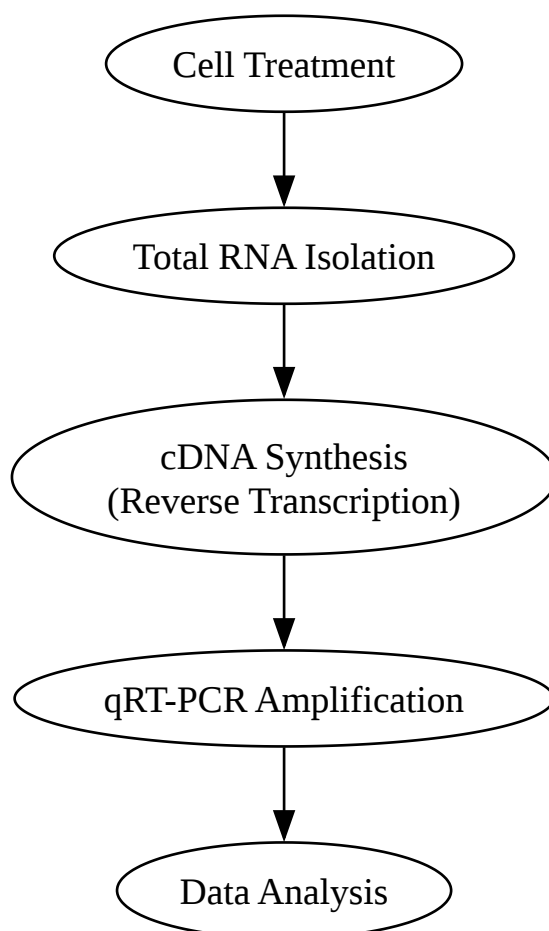 Cell Treatment
Total RNA Isolation
cDNA Synthesis
(Reverse Transcription)
qRT-PCR Amplification
Data Analysis